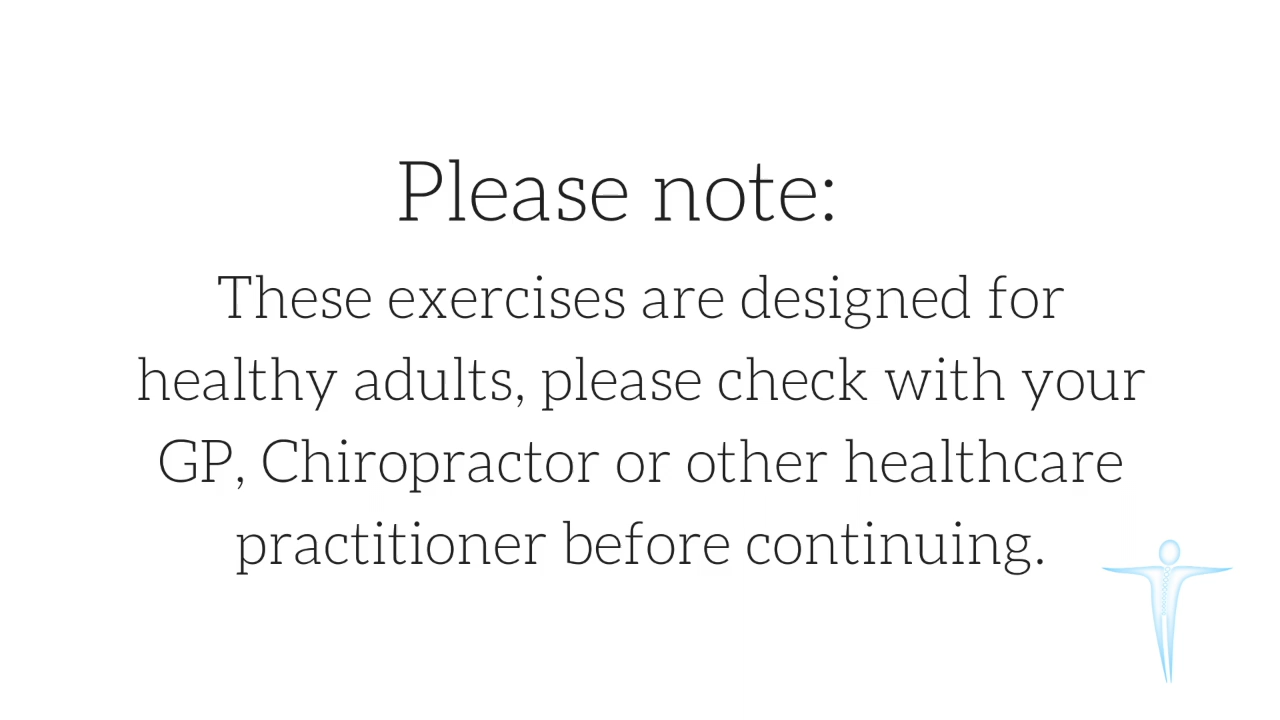 Please note:
These exercises are designed for
healthy adults, please check with your
GP, Chiropractor or other healthcare
practitioner before continuing.